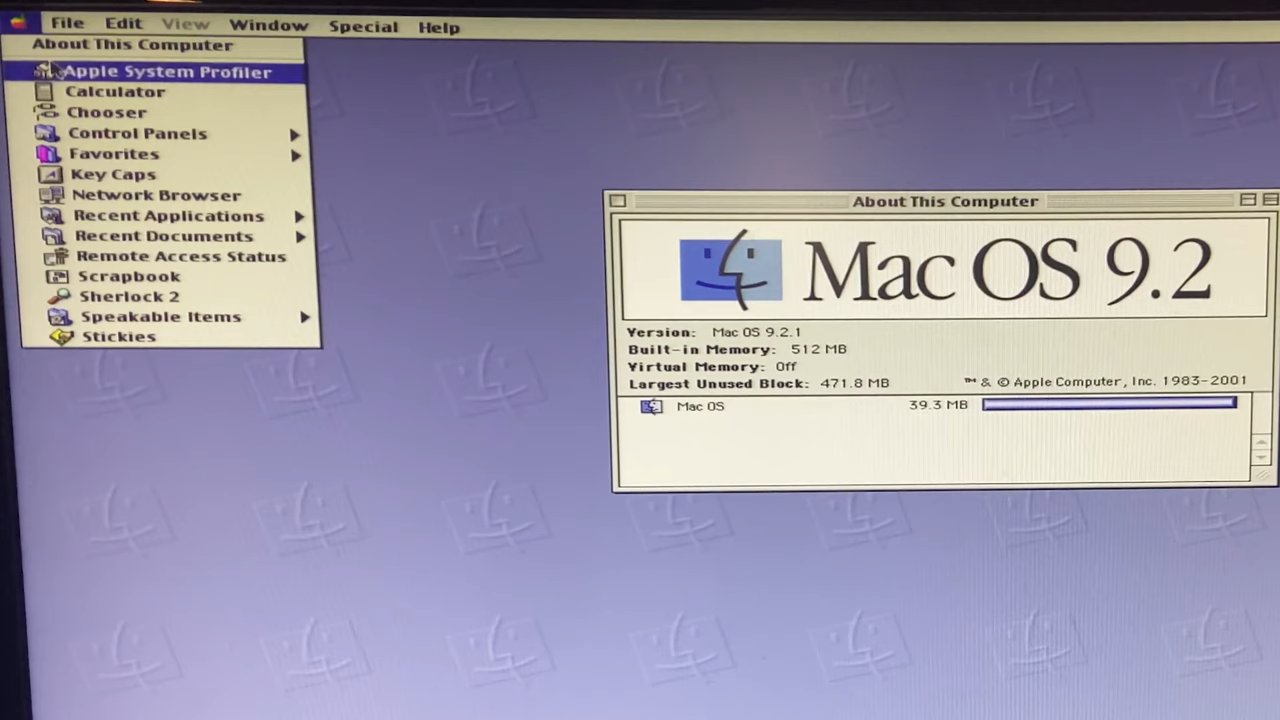 File Edit View Window Special Help
About This Computer
Apple System Profiler
Calculator
Chooser
Control Panels
Favorites
Key Caps
Network Browser
Recent Applications
Recent Documents
Remote Access Status
Scrapbook
Sherlock 2
Speakable Items
Stickies
About This Computer
Mac OS 9.2
Version: Mac OS 9.2.1
Built-in Memory: 512 MB
Virtual Memory: Off
Largest Unused Block: 471.8 MB
™ & © Apple Computer, Inc. 1983-2001
Mac OS 39.3 MB